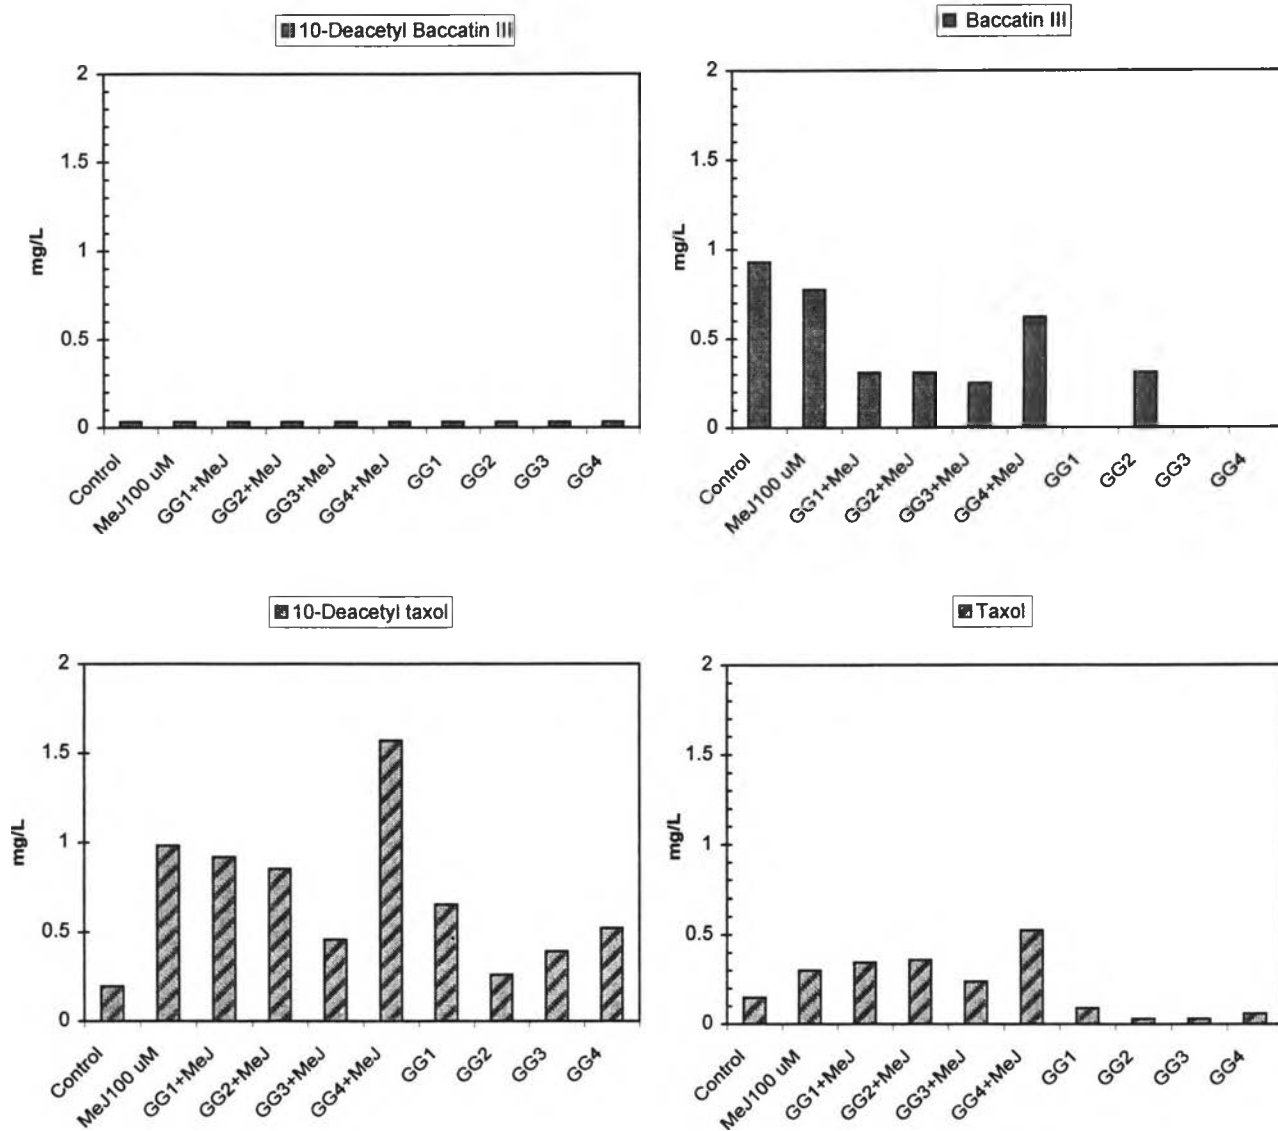 10-Deacetyl Baccatin III
2
1.5
1
0.5
0
mg/L
Control
MeJ100 uM
GG1+MeJ
GG2+MeJ
GG3+MeJ
GG4+MeJ
GG1
GG2
GG3
GG4
Baccatin III
2
1.5
1
0.5
0
mg/L
Control
MeJ100 uM
GG1+MeJ
GG2+MeJ
GG3+MeJ
GG4+MeJ
GG1
GG2
GG3
GG4
10-Deacetyl taxol
2
1.5
1
0.5
0
mg/L
Control
MeJ100 uM
GG1+MeJ
GG2+MeJ
GG3+MeJ
GG4+MeJ
GG1
GG2
GG3
GG4
Taxol
2
1.5
1
0.5
0
mg/L
Control
MeJ100 uM
GG1+MeJ
GG2+MeJ
GG3+MeJ
GG4+MeJ
GG1
GG2
GG3
GG4